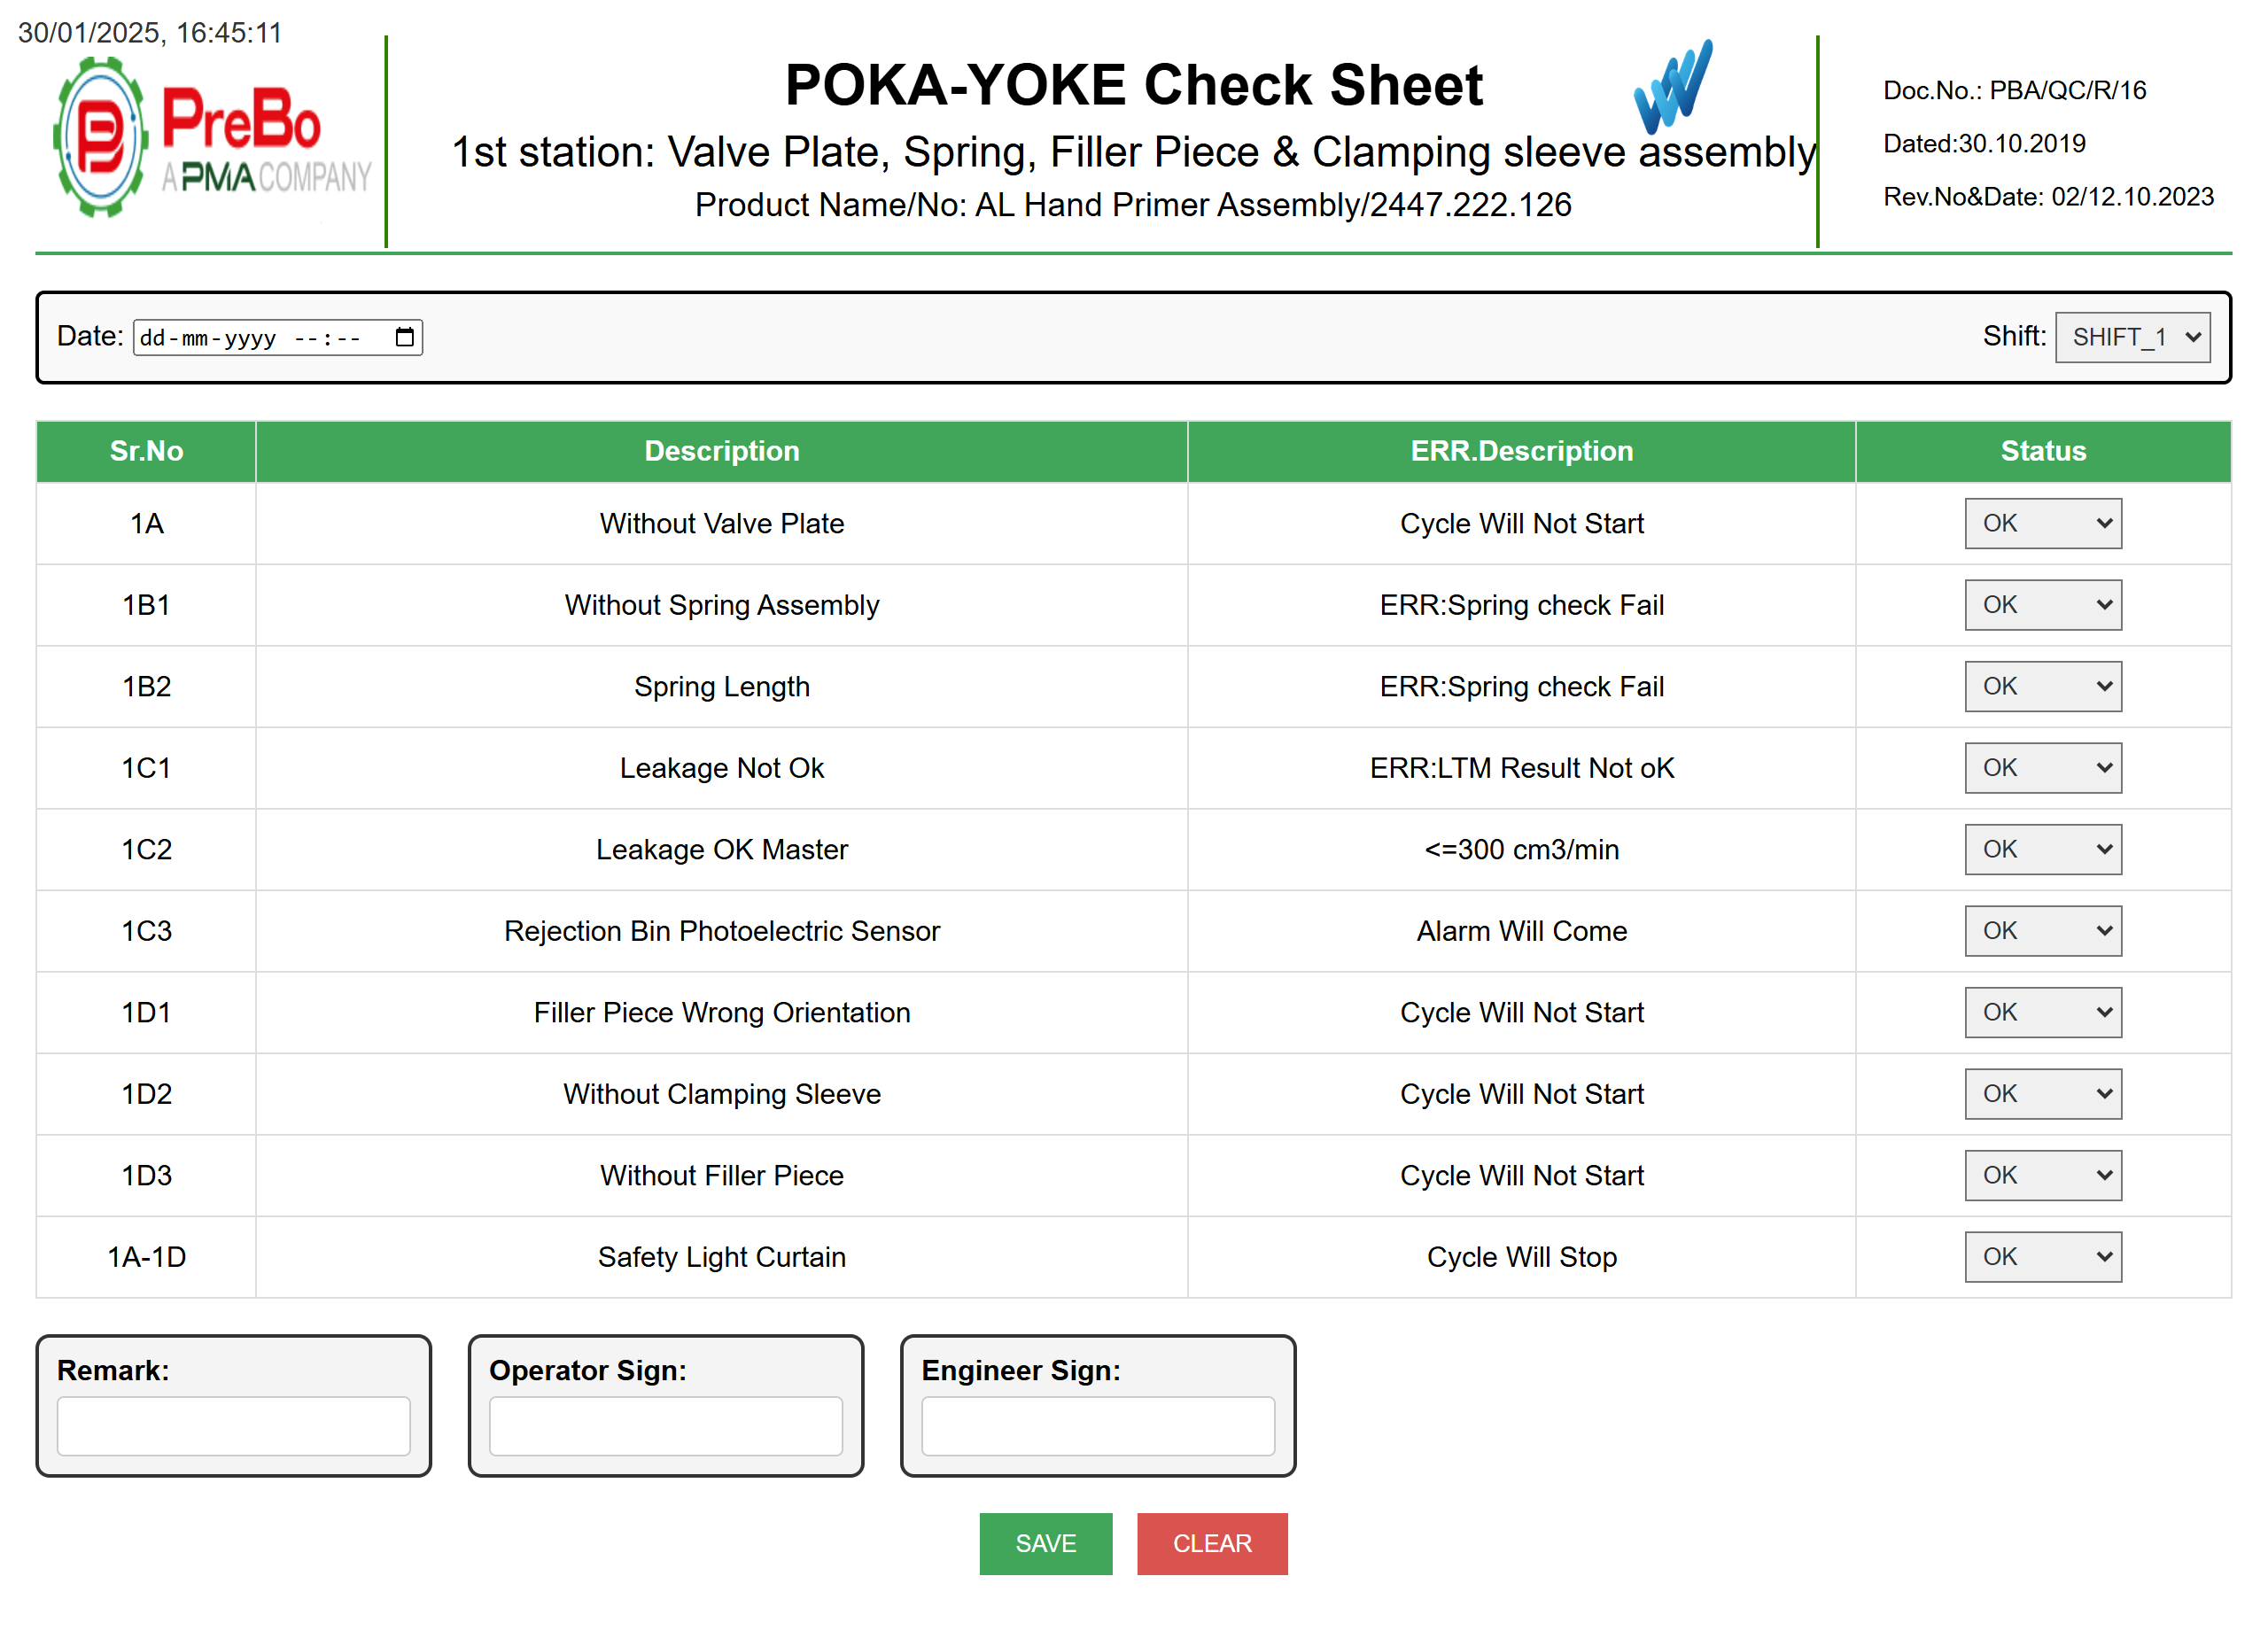 30/01/2025, 16:45:11
PreBo
A PMA COMPANY
POKA-YOKE Check Sheet
1st station: Valve Plate, Spring, Filler Piece & Clamping sleeve assembly
Product Name/No: AL Hand Primer Assembly/2447.222.126
Doc.No.: PBA/QC/R/16
Dated:30.10.2019
Rev.No&Date: 02/12.10.2023
Date: dd-mm-yyyy --:-- Shift: SHIFT_1
Sr.No Description ERR.Description Status
1A Without Valve Plate Cycle Will Not Start OK
1B1 Without Spring Assembly ERR:Spring check Fail OK
1B2 Spring Length ERR:Spring check Fail OK
1C1 Leakage Not Ok ERR:LTM Result Not oK OK
1C2 Leakage OK Master <=300 cm3/min OK
1C3 Rejection Bin Photoelectric Sensor Alarm Will Come OK
1D1 Filler Piece Wrong Orientation Cycle Will Not Start OK
1D2 Without Clamping Sleeve Cycle Will Not Start OK
1D3 Without Filler Piece Cycle Will Not Start OK
1A-1D Safety Light Curtain Cycle Will Stop OK
Remark: Operator Sign: Engineer Sign:
SAVE CLEAR